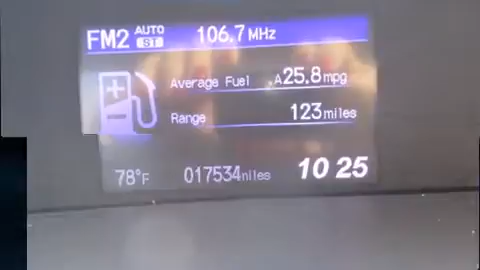 FM2 AUTO ST 106.7 MHz
Average Fuel A25.8mpg
Range 123miles
78°F 017534miles 10 25